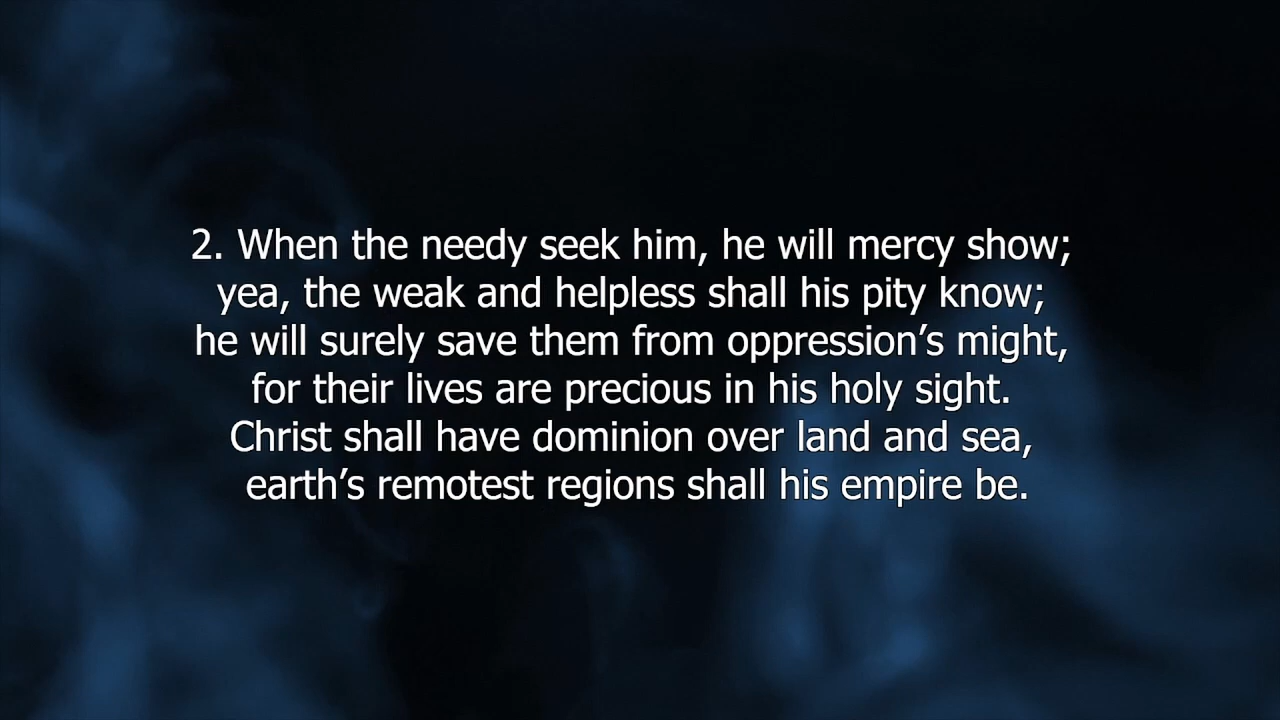 2. When the needy seek him, he will mercy show;
yea, the weak and helpless shall his pity know;
he will surely save them from oppression’s might,
for their lives are precious in his holy sight.
Christ shall have dominion over land and sea,
earth’s remotest regions shall his empire be.